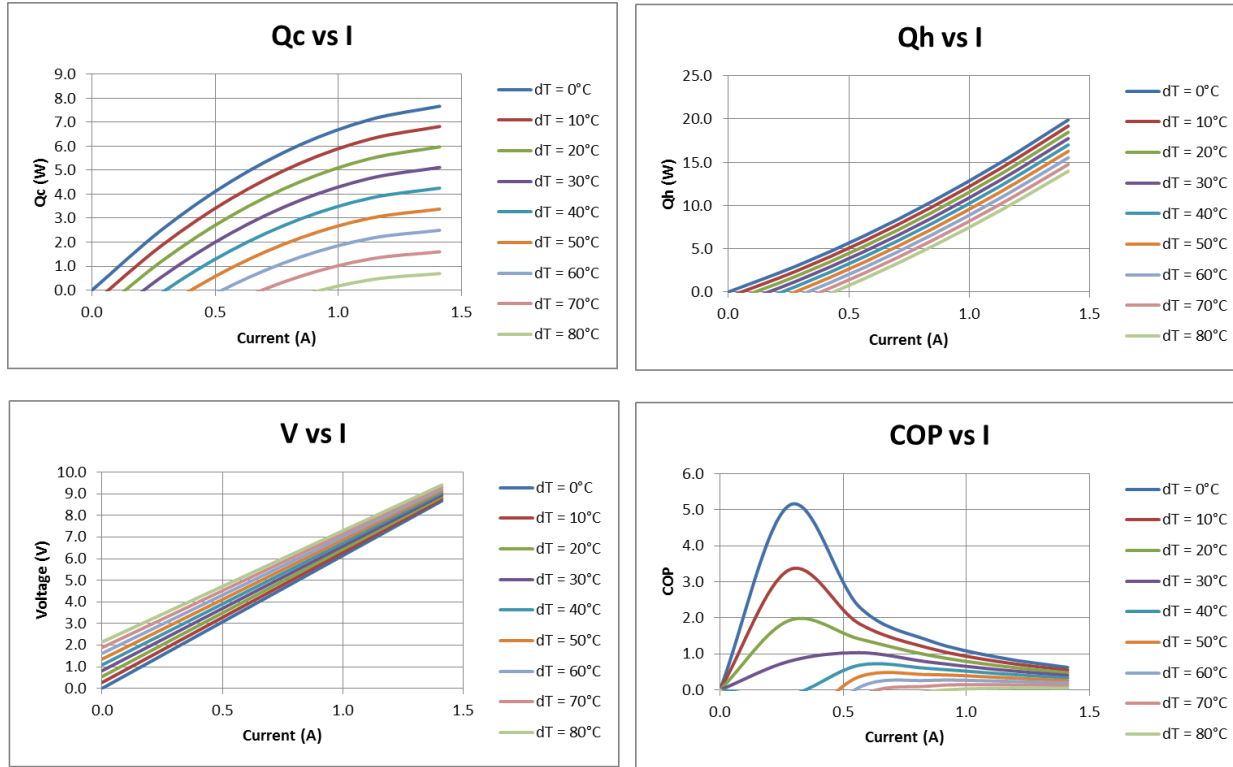 Qc vs I
9.0
8.0
7.0
6.0
5.0
4.0
3.0
2.0
1.0
0.0
Qc (W)
0.0
0.5
1.0
1.5
Current (A)
dT = 0°C
dT = 10°C
dT = 20°C
dT = 30°C
dT = 40°C
dT = 50°C
dT = 60°C
dT = 70°C
dT = 80°C
Qh vs I
25.0
20.0
15.0
10.0
5.0
0.0
Qh (W)
0.0
0.5
1.0
1.5
Current (A)
dT = 0°C
dT = 10°C
dT = 20°C
dT = 30°C
dT = 40°C
dT = 50°C
dT = 60°C
dT = 70°C
dT = 80°C
V vs I
10.0
9.0
8.0
7.0
6.0
5.0
4.0
3.0
2.0
1.0
0.0
Voltage (V)
0.0
0.5
1.0
1.5
Current (A)
dT = 0°C
dT = 10°C
dT = 20°C
dT = 30°C
dT = 40°C
dT = 50°C
dT = 60°C
dT = 70°C
dT = 80°C
COP vs I
6.0
5.0
4.0
3.0
2.0
1.0
0.0
COP
0.0
0.5
1.0
1.5
Current (A)
dT = 0°C
dT = 10°C
dT = 20°C
dT = 30°C
dT = 40°C
dT = 50°C
dT = 60°C
dT = 70°C
dT = 80°C